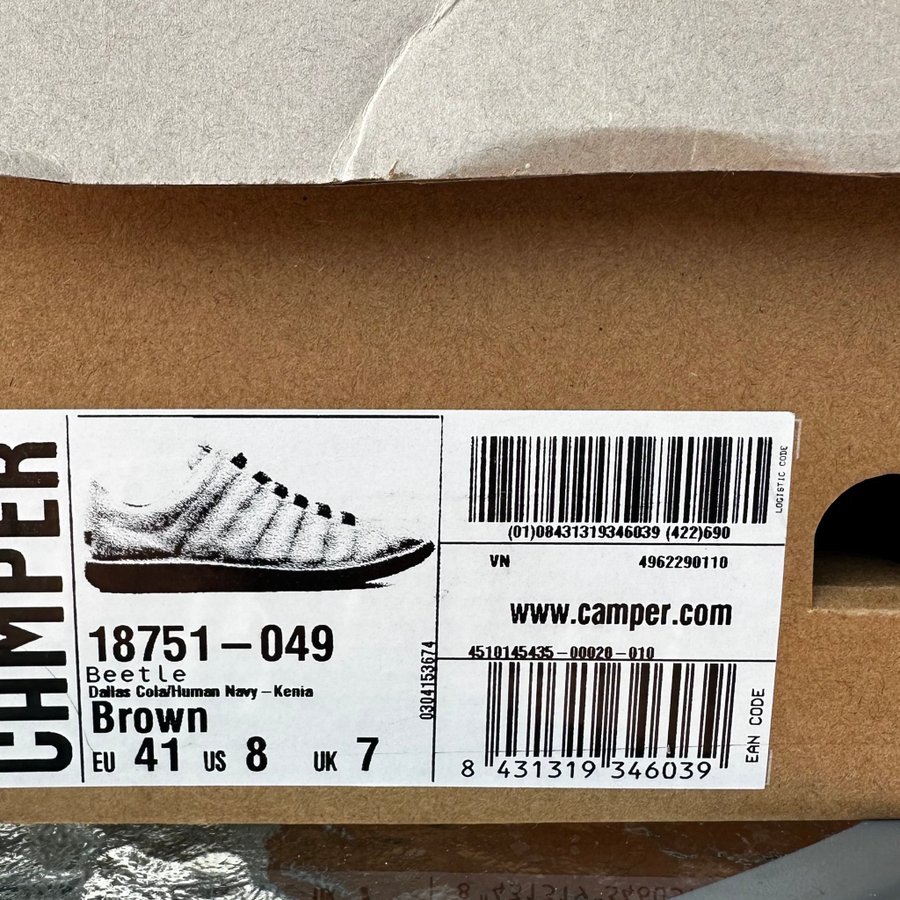 CAMPER
18751-049
Beetle
Dallas Cola/Human Navy-Kenia
Brown
EU 41 US 8 UK 7
0304153674
LOGISTIC CODE
(01)08431319346039 (422)690
VN 4962290110
www.camper.com
4510145435-00020-010
EAN CODE
8 431319 346039